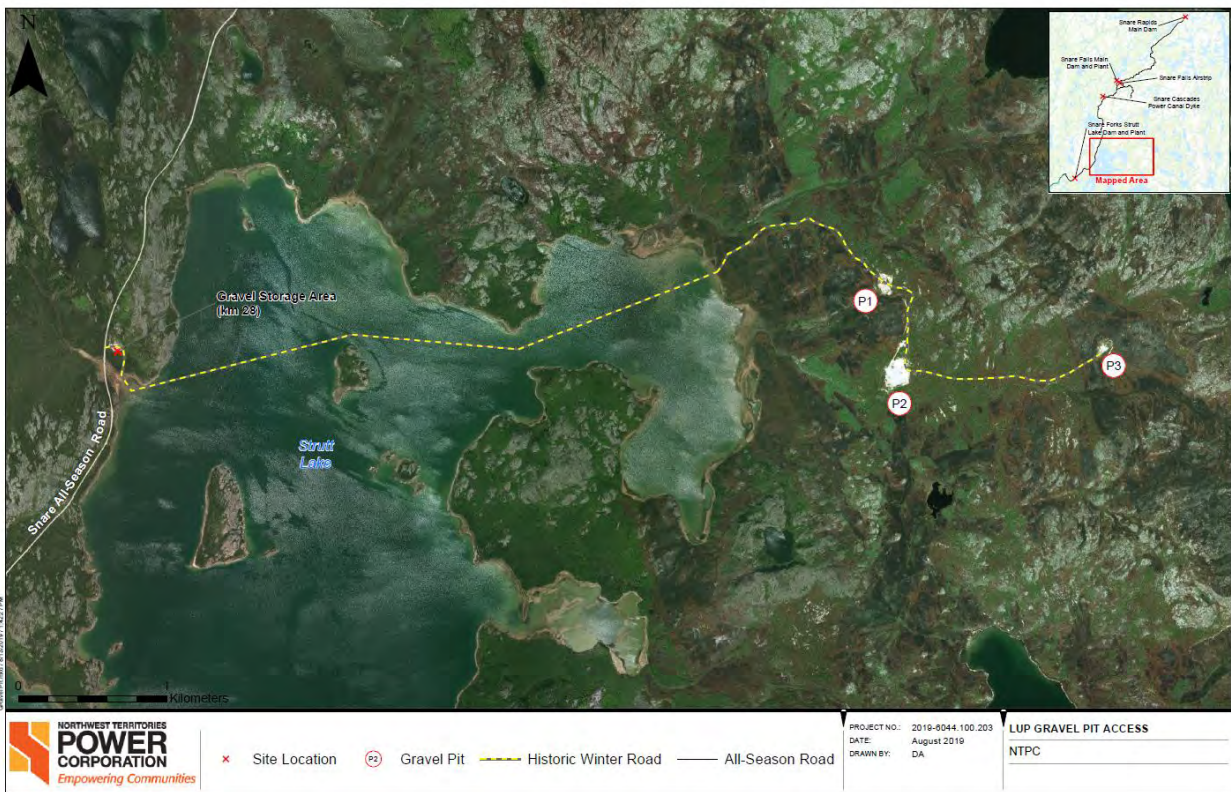 N
Snare Rapids
Main Dam
Snare Falls Main
Dam and Plant
Snare Falls Airstrip
Snare Cascades
Power Canal Dyke
Snare Forks Strutt
Lake Dam and Plant
Mapped Area
Gravel Storage Area
(km 28)
P1
P2
P3
Strutt
Lake
Snare All-Season Road
0 1
Kilometers
NORTHWEST TERRITORIES
POWER
CORPORATION
Empowering Communities
× Site Location
P2 Gravel Pit
Historic Winter Road
All-Season Road
PROJECT NO.: 2019-6044.100.203
DATE: August 2019
DRAWN BY: DA
LUP GRAVEL PIT ACCESS
NTPC